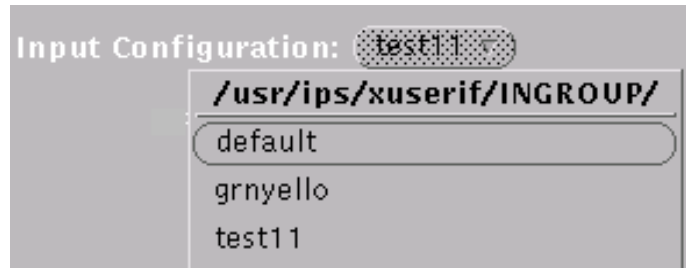 Input Configuration: test11
/usr/ips/xuserif/INGROUP/
default
grnyello
test11